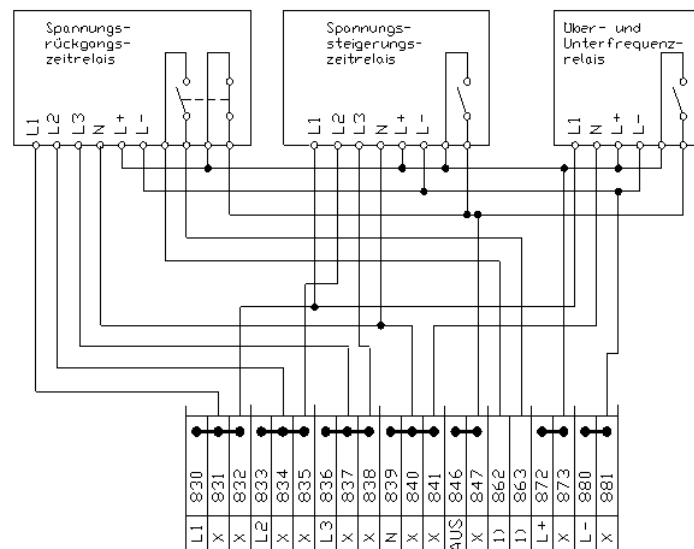 Spannungs-
rückgangs-
zeitrelais
Spannungs-
steigerungs-
zeitrelais
Über- und
Unterfrequenz-
relais
L1 L2 L3 N L+ L-
L1 L2 L3 N L+ L-
L1 N L+ L-
830 831 832 833 834 835 836 837 838 839 840 841 846 847 862 863 872 873 880 881
L1 X X L2 X X L3 X X N X X AUS X 1) 1) L+ X L- X